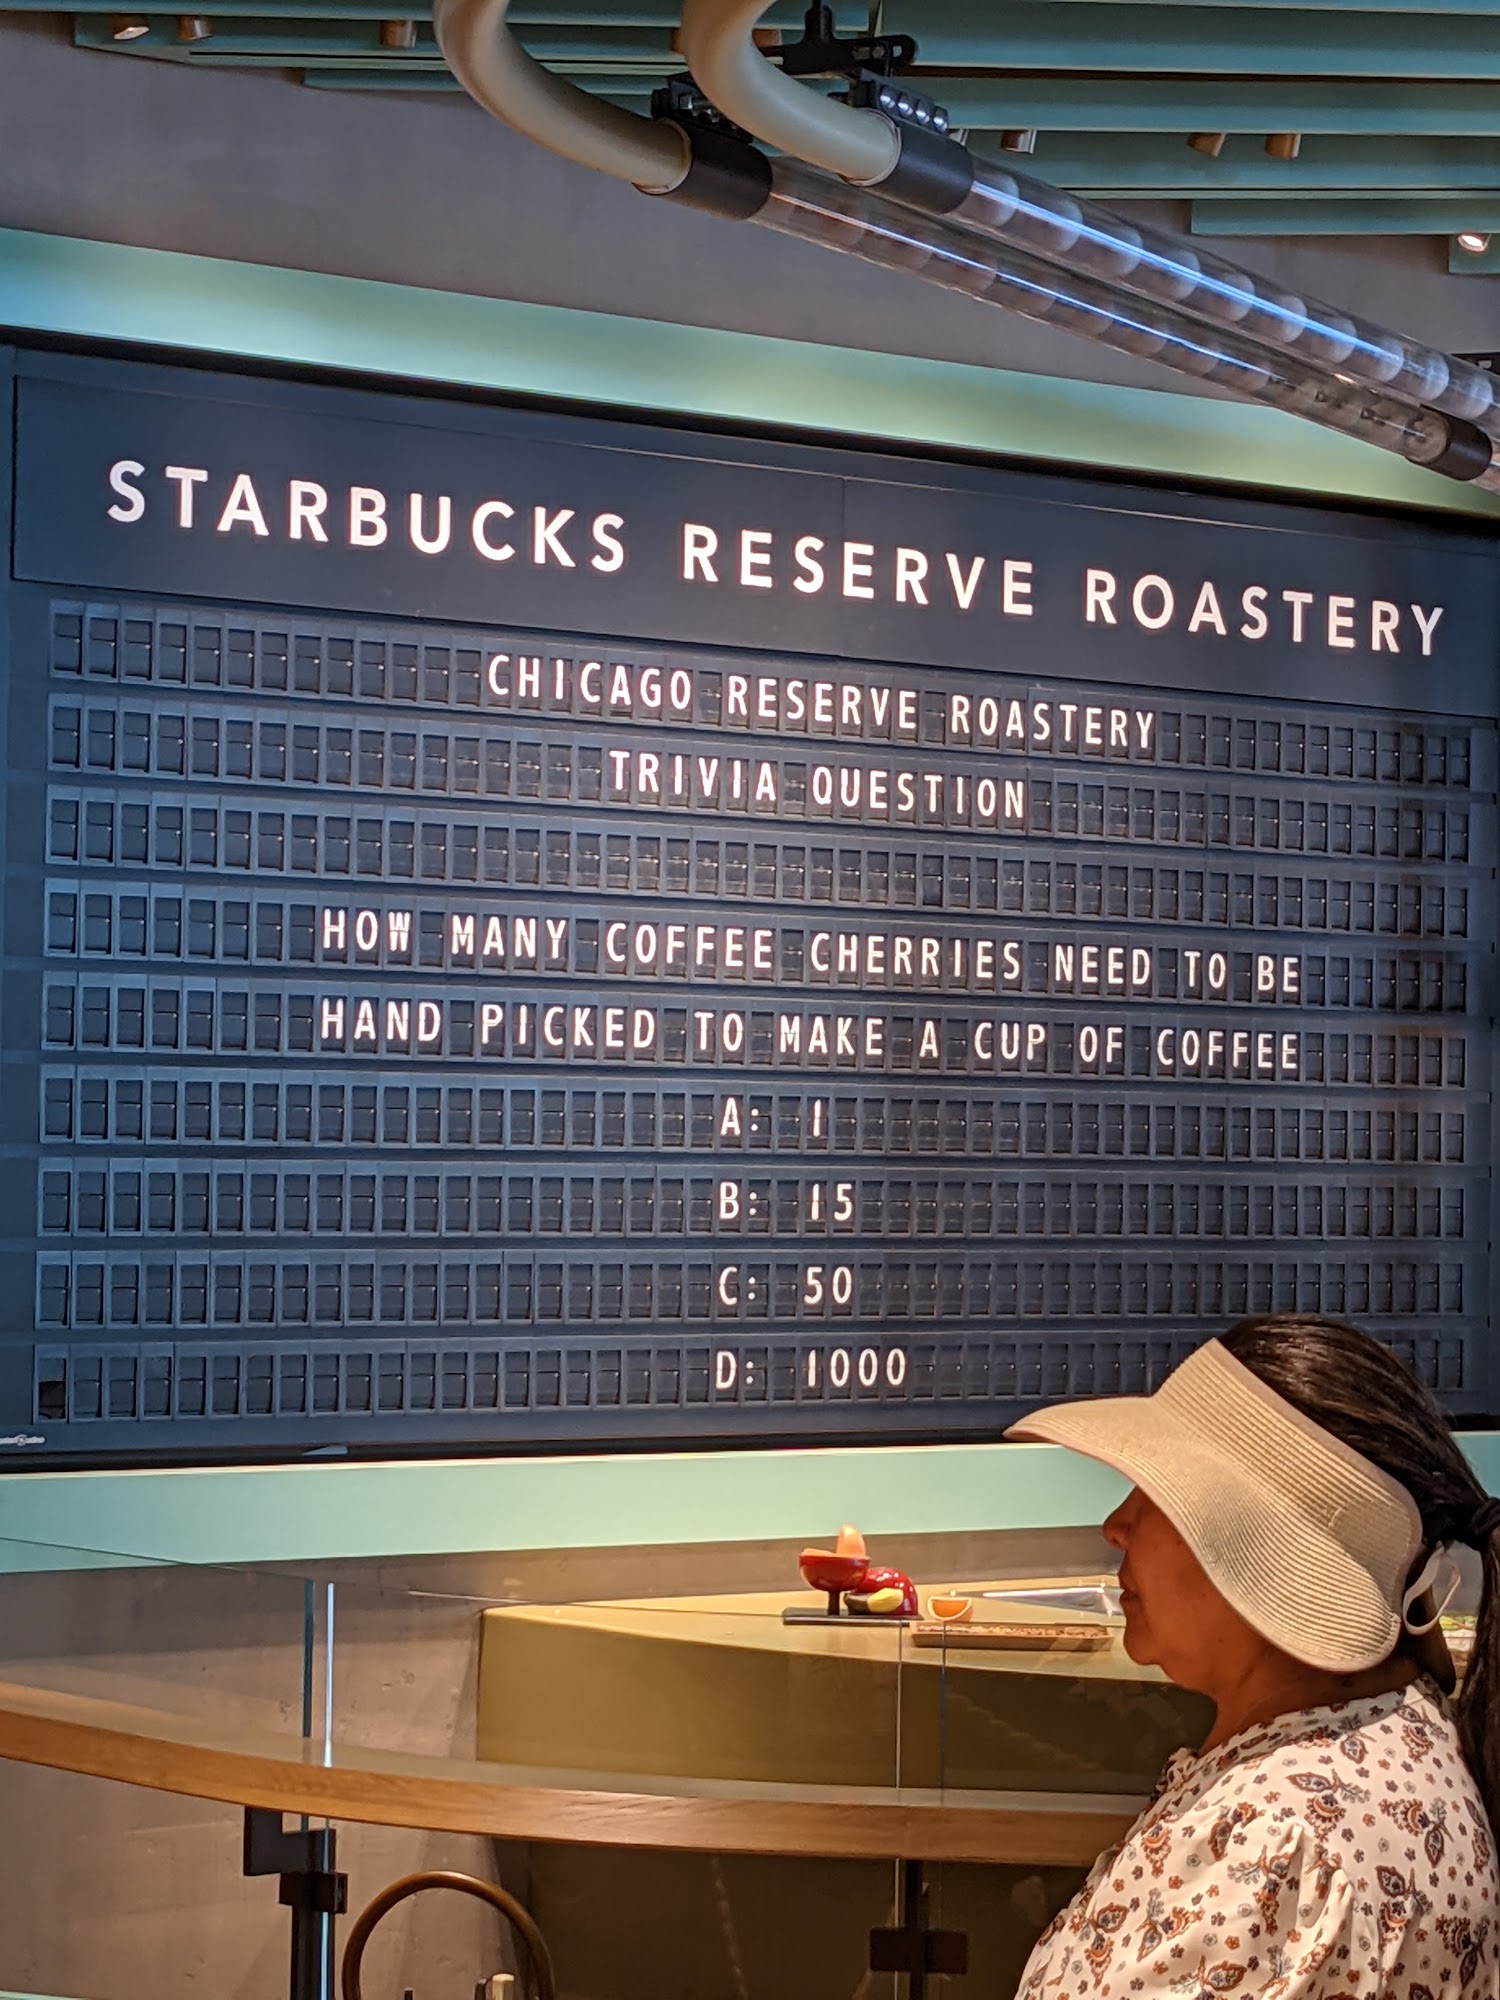 STARBUCKS RESERVE ROASTERY
CHICAGO RESERVE ROASTERY
TRIVIA QUESTION
HOW MANY COFFEE CHERRIES NEED TO BE
HAND PICKED TO MAKE A CUP OF COFFEE
A: 1
B: 15
C: 50
D: 1000